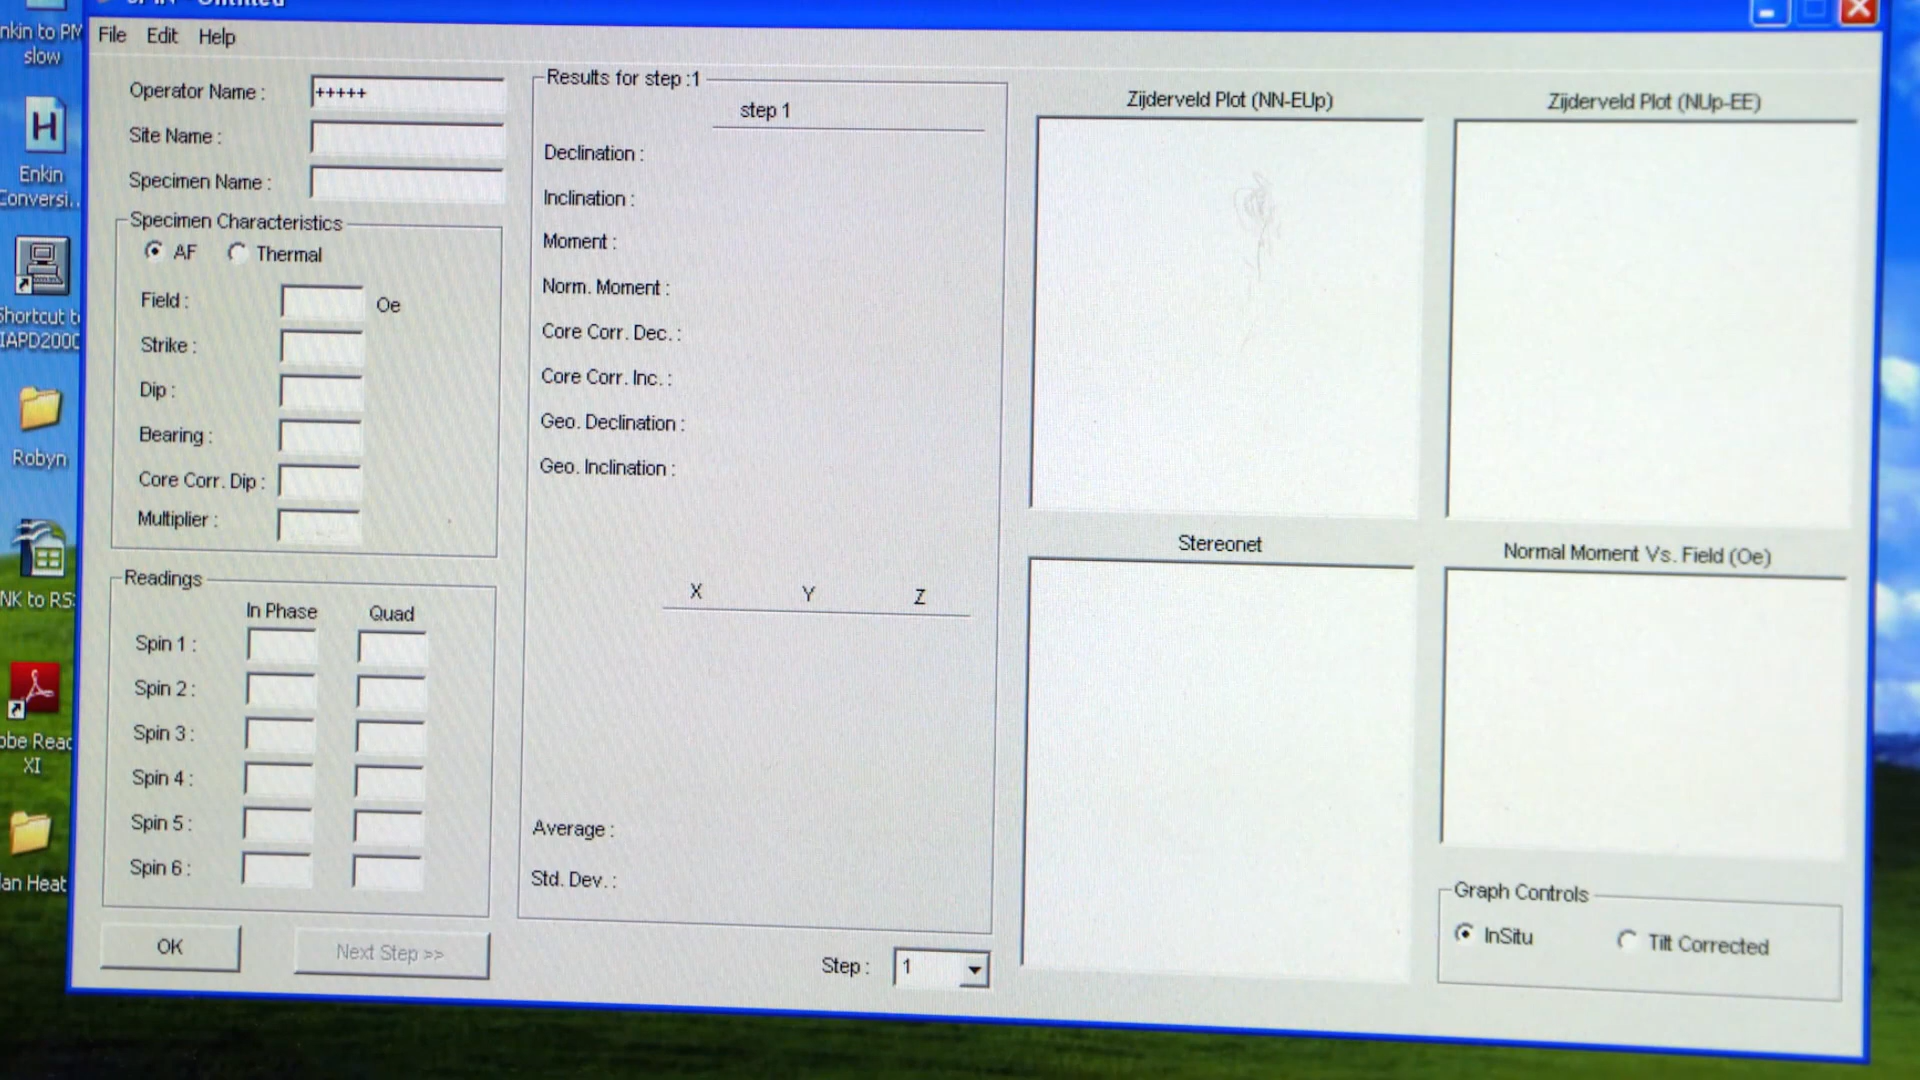 SPIN - Untitled
File Edit Help
Operator Name : +++++
Site Name :
Specimen Name :
Specimen Characteristics
AF Thermal
Field : Oe
Strike :
Dip :
Bearing :
Core Corr. Dip :
Multiplier :
Readings
In Phase Quad
Spin 1 :
Spin 2 :
Spin 3 :
Spin 4 :
Spin 5 :
Spin 6 :
OK Next Step >>
Results for step :1
step 1
Declination :
Inclination :
Moment :
Norm. Moment :
Core Corr. Dec. :
Core Corr. Inc. :
Geo. Declination :
Geo. Inclination :
X Y Z
Average :
Std. Dev. :
Step : 1
Zijderveld Plot (NN-EUp)
Zijderveld Plot (NUp-EE)
Stereonet
Normal Moment Vs. Field (Oe)
Graph Controls
InSitu Tilt Corrected
nkin to PM
slow
H
Enkin
Conversi...
Shortcut t
IAPD2000
Robyn
NK to RS
obe Read
XI
an Heat